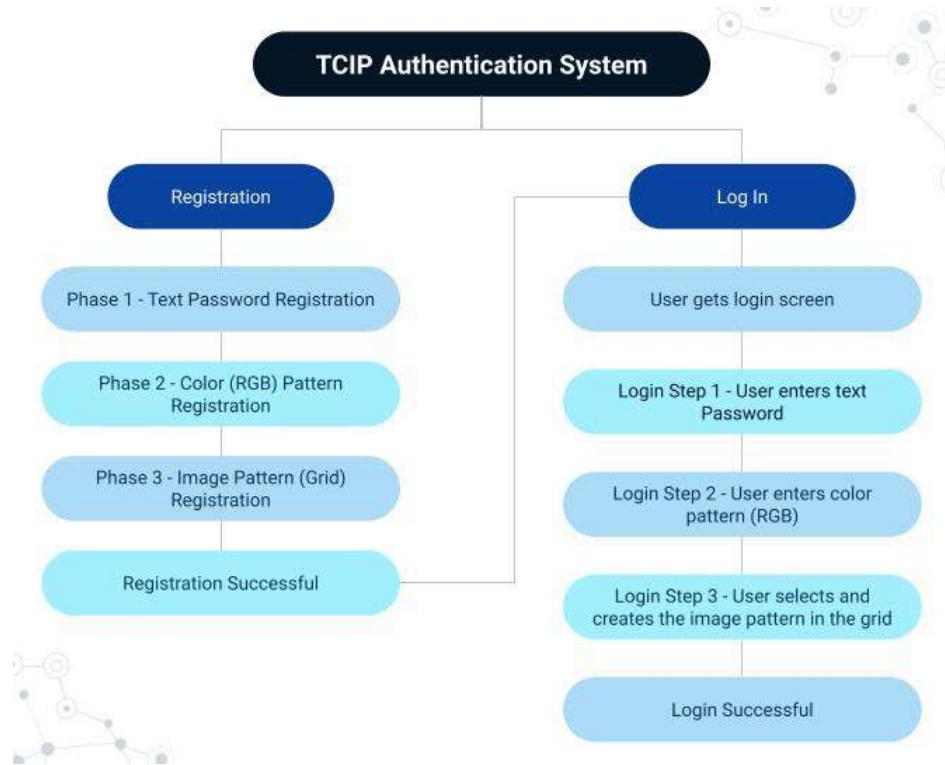 TCIP Authentication System
Registration
Phase 1 - Text Password Registration
Phase 2 - Color (RGB) Pattern
Registration
Phase 3 - Image Pattern (Grid)
Registration
Registration Successful
Log In
User gets login screen
Login Step 1 - User enters text
Password
Login Step 2 - User enters color
pattern (RGB)
Login Step 3 - User selects and
creates the image pattern in the grid
Login Successful